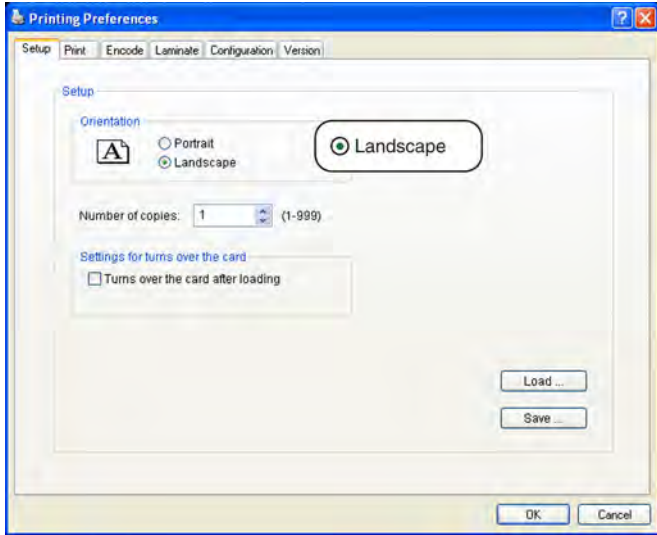 Printing Preferences
Setup Print Encode Laminate Configuration Version
Setup
Orientation
A
Portrait
Landscape
Landscape
Number of copies: 1 (1-999)
Settings for turns over the card
Turns over the card after loading
Load ...
Save ...
OK Cancel